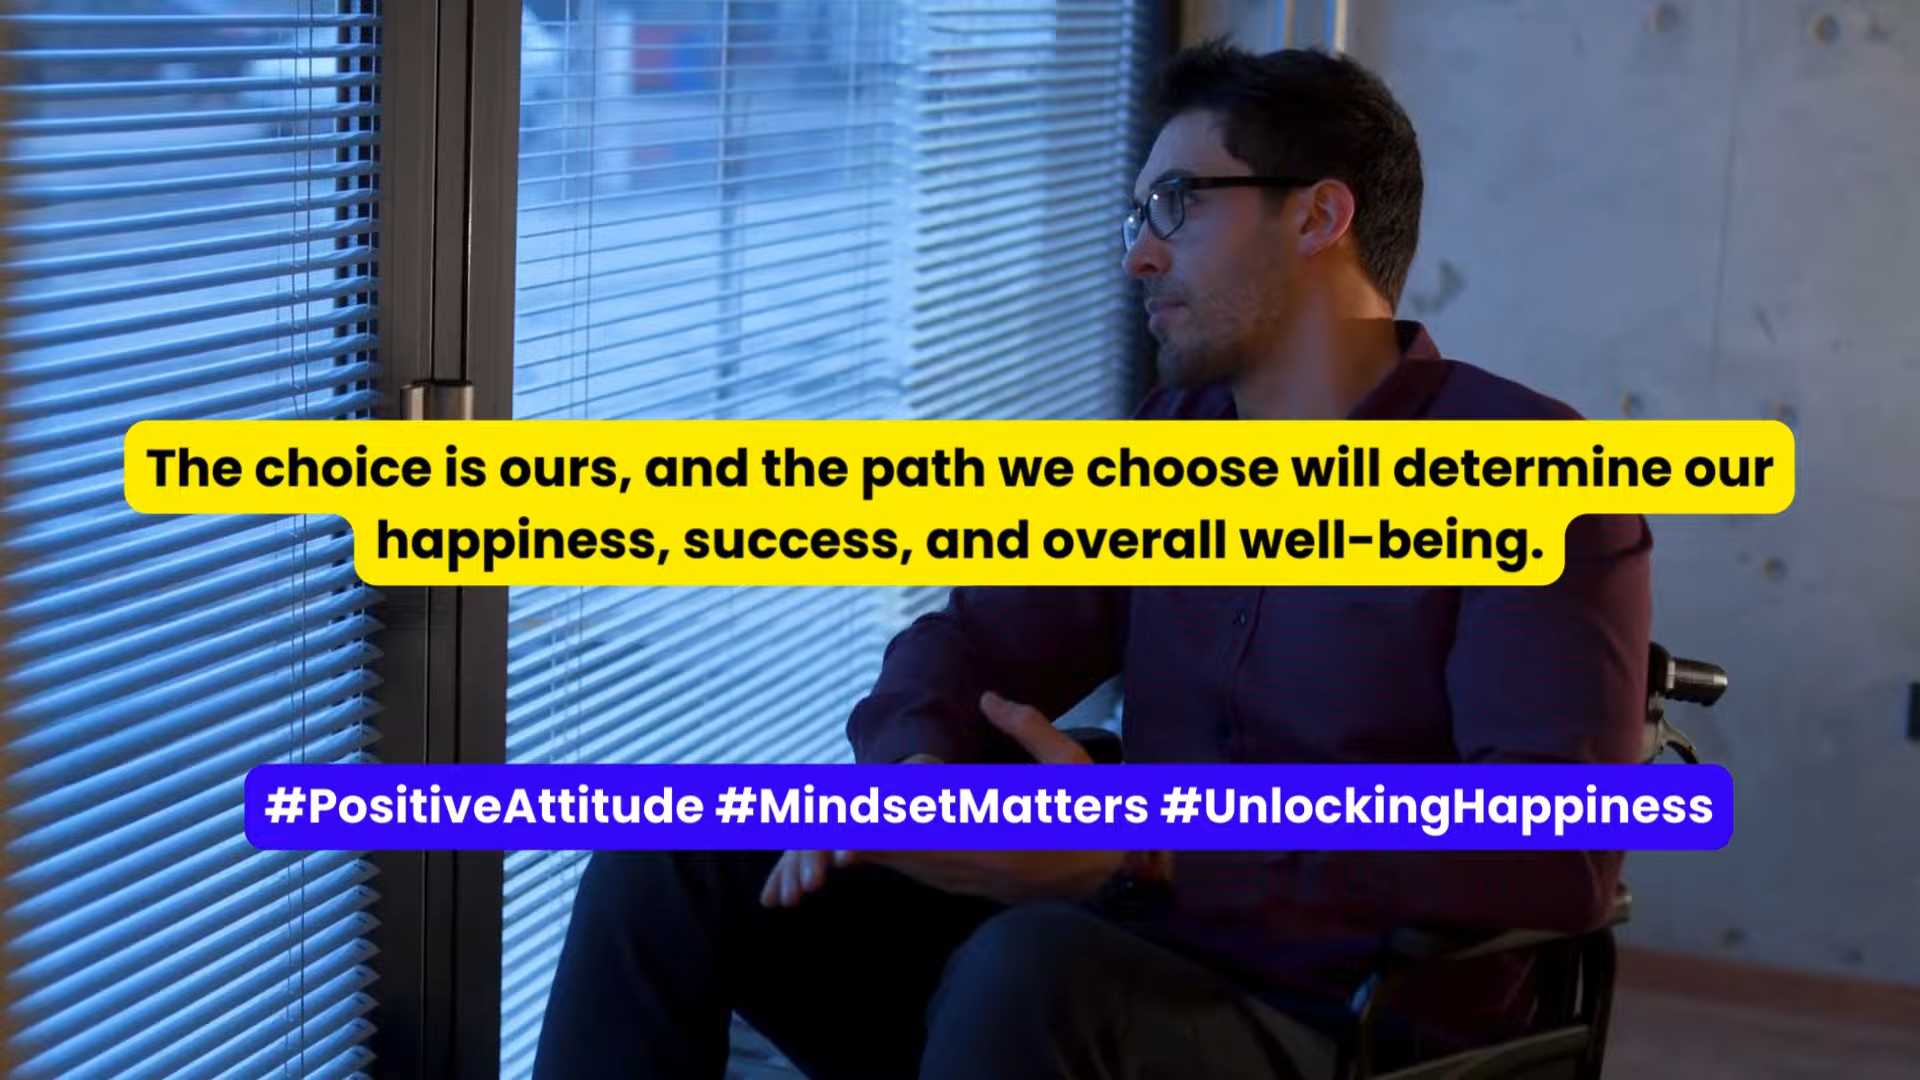 The choice is ours, and the path we choose will determine our
happiness, success, and overall well-being.
#PositiveAttitude #MindsetMatters #UnlockingHappiness